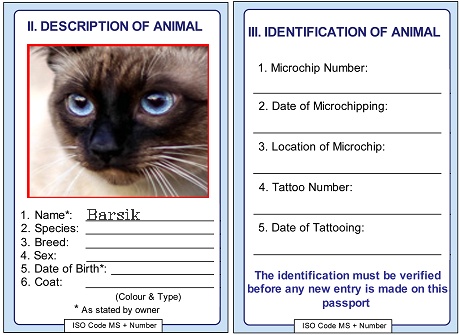 II. DESCRIPTION OF ANIMAL
1. Name*: Barsik
2. Species:
3. Breed:
4. Sex:
5. Date of Birth*:
6. Coat:
(Colour & Type)
* As stated by owner
ISO Code MS + Number
III. IDENTIFICATION OF ANIMAL
1. Microchip Number:
2. Date of Microchipping:
3. Location of Microchip:
4. Tattoo Number:
5. Date of Tattooing:
The identification must be verified
before any new entry is made on this
passport
ISO Code MS + Number